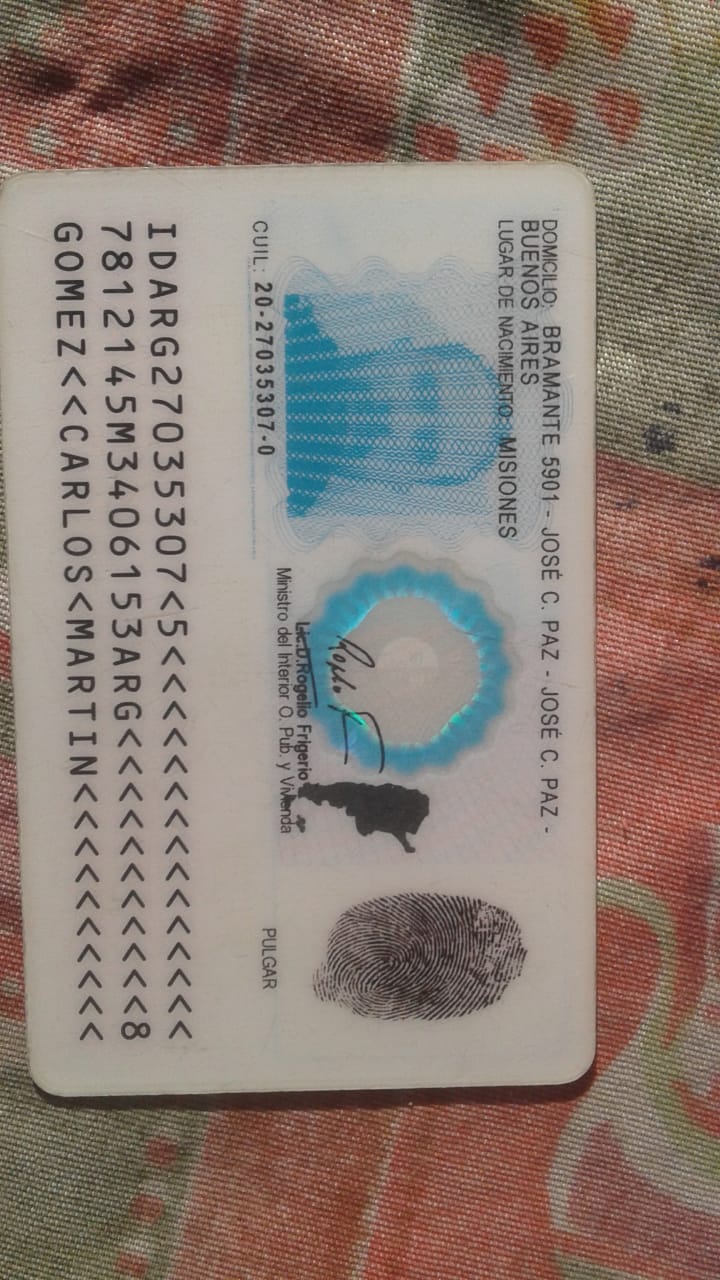 DOMICILIO: BRAMANTE 5901 - JOSÉ C. PAZ - JOSÉ C. PAZ -
BUENOS AIRES
LUGAR DE NACIMIENTO: MISIONES
CUIL: 20-27035307-0
Lic.D.Rogelio Frigerio
Ministro del Interior O. Pub. y Vivienda
PULGAR
IDARG27035307<5<<<<<<<<<<<<<<<
7812145M3406153ARG<<<<<<<<<<<8
GOMEZ<<CARLOS<MARTIN<<<<<<<<<<